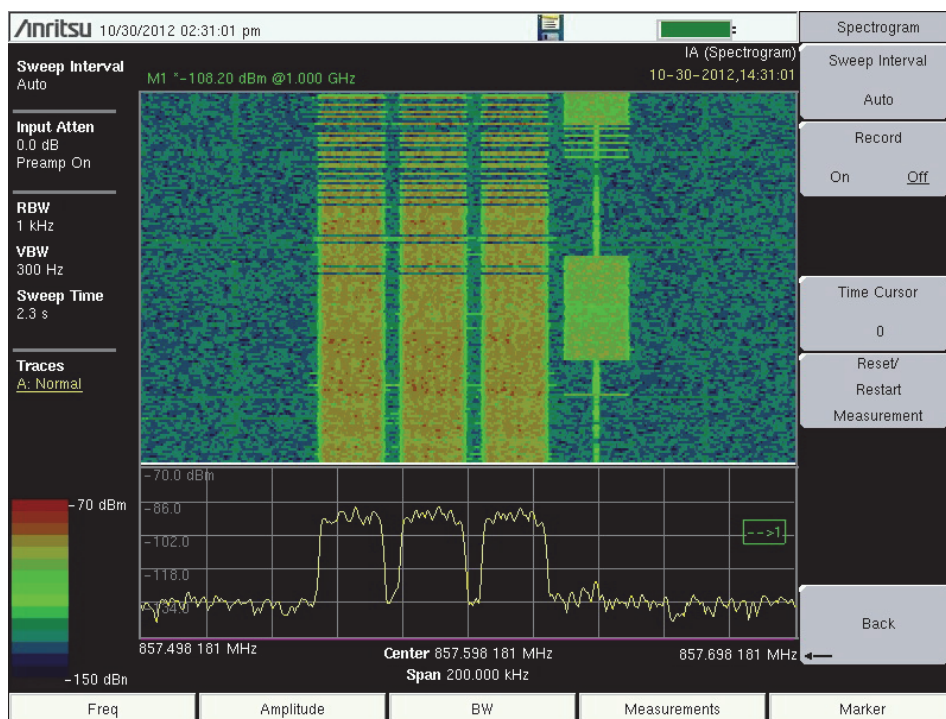 Anritsu 10/30/2012 02:31:01 pm
Spectrogram
Sweep Interval
Auto
Input Atten
0.0 dB
Preamp On
RBW
1 kHz
VBW
300 Hz
Sweep Time
2.3 s
Traces
A: Normal
M1 *-108.20 dBm @1.000 GHz
IA (Spectrogram)
10-30-2012,14:31:01
-70 dBm
-150 dBn
-70.0 dBm
-86.0
-102.0
-118.0
-134.0
-->1
857.498 181 MHz
Center 857.598 181 MHz
857.698 181 MHz
Span 200.000 kHz
Sweep Interval
Auto
Record
On Off
Time Cursor
0
Reset/
Restart
Measurement
Back
Freq
Amplitude
BW
Measurements
Marker